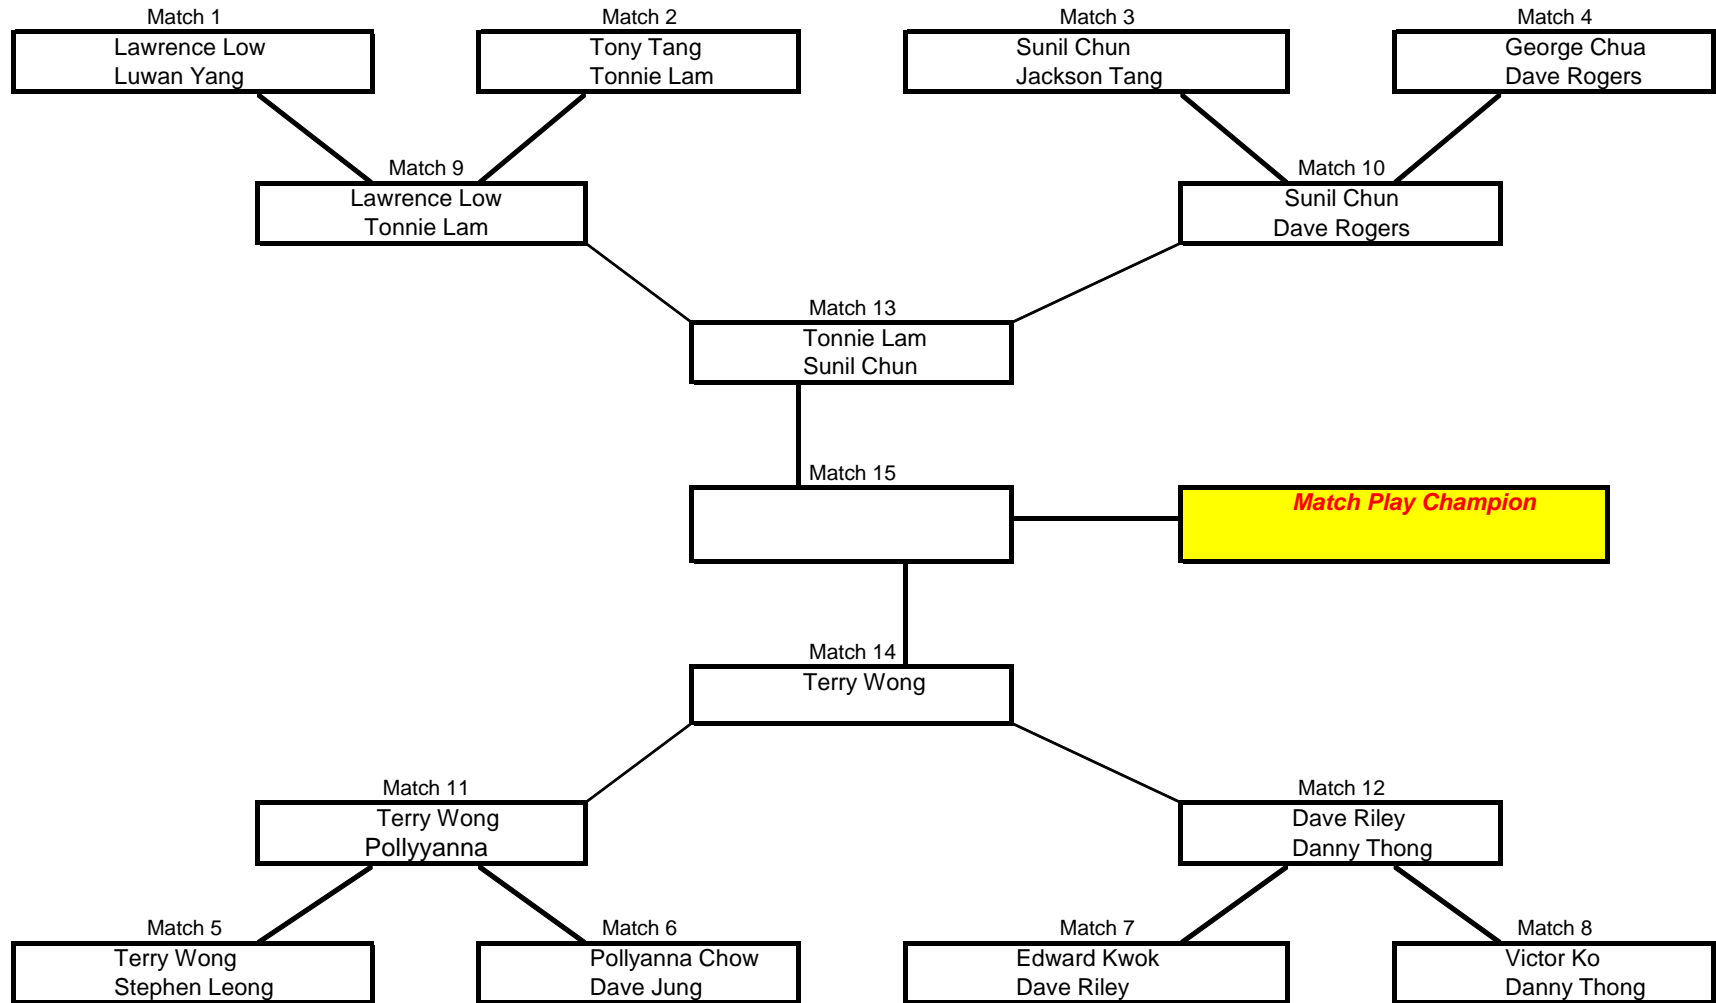 Match 1
Lawrence Low
Luwan Yang
Match 2
Tony Tang
Tonnie Lam
Match 3
Sunil Chun
Jackson Tang
Match 4
George Chua
Dave Rogers
Match 9
Lawrence Low
Tonnie Lam
Match 10
Sunil Chun
Dave Rogers
Match 13
Tonnie Lam
Sunil Chun
Match 15
Match Play Champion
Match 14
Terry Wong
Match 11
Terry Wong
Pollyyanna
Match 12
Dave Riley
Danny Thong
Match 5
Terry Wong
Stephen Leong
Match 6
Pollyanna Chow
Dave Jung
Match 7
Edward Kwok
Dave Riley
Match 8
Victor Ko
Danny Thong